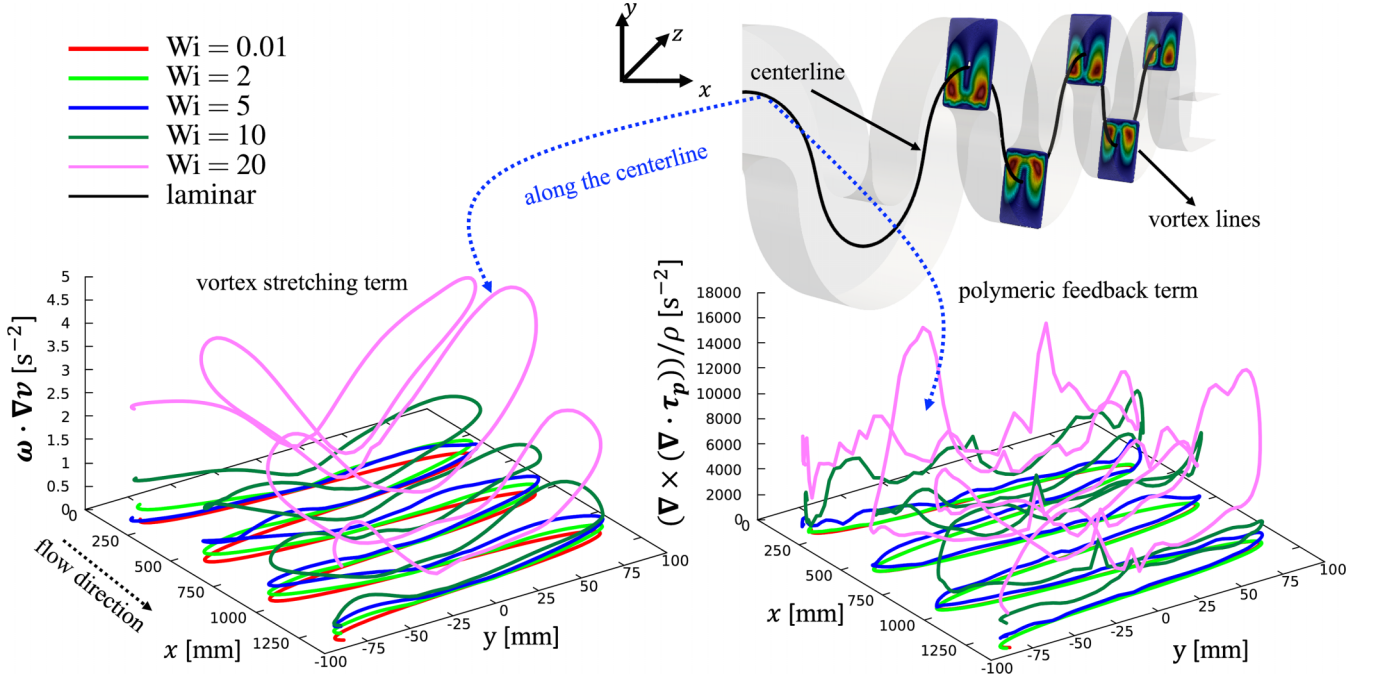 Wi = 0.01
Wi = 2
Wi = 5
Wi = 10
Wi = 20
laminar
y
z
x
centerline
along the centerline
vortex lines
vortex stretching term
5
4.5
4
3.5
3
2.5
2
1.5
1
0.5
0
ω · ∇v [s⁻²]
0
250
500
750
1000
1250
flow direction
x [mm]
-100
-75
-50
-25
0
25
50
75
100
y [mm]
polymeric feedback term
18000
16000
14000
12000
10000
8000
6000
4000
2000
0
(∇ × (∇ · τₚ))/ρ [s⁻²]
0
250
500
750
1000
1250
x [mm]
-100
-75
-50
-25
0
25
50
75
100
y [mm]